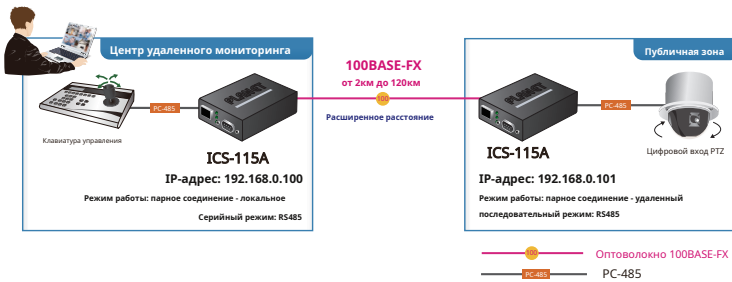 Центр удаленного мониторинга
Публичная зона
100BASE-FX
от 2км до 120км
100
Расширенное расстояние
PC-485
PC-485
PLANET
PLANET
Клавиатура управления
Цифровой вход PTZ
ICS-115A
IP-адрес: 192.168.0.100
Режим работы: парное соединение - локальное
Серийный режим: RS485
ICS-115A
IP-адрес: 192.168.0.101
Режим работы: парное соединение - удаленный
последовательный режим: RS485
100
Оптоволокно 100BASE-FX
PC-485
PC-485